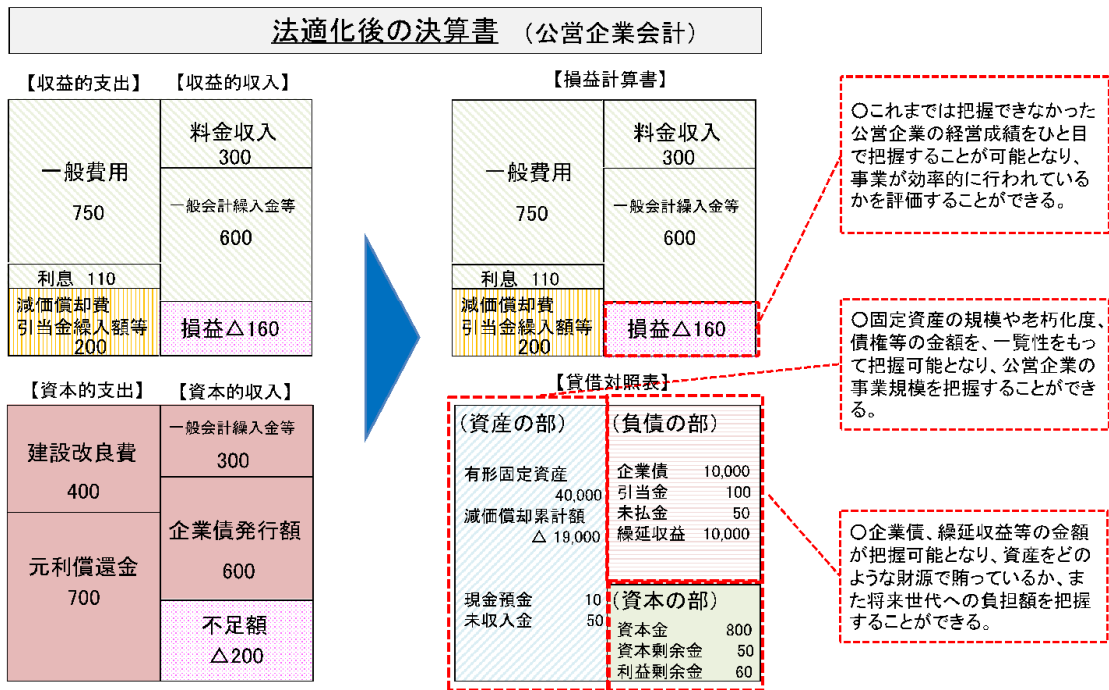 法適化後の決算書 （公営企業会計）
【収益的支出】 【収益的収入】
一般費用
750
利息 110
減価償却費
引当金繰入額等
200
料金収入
300
一般会計繰入金等
600
損益△160
【資本的支出】 【資本的収入】
建設改良費
400
元利償還金
700
一般会計繰入金等
300
企業債発行額
600
不足額
△200
【損益計算書】
一般費用
750
利息 110
減価償却費
引当金繰入額等
200
料金収入
300
一般会計繰入金等
600
損益△160
【貸借対照表】
（資産の部）
有形固定資産
40,000
減価償却累計額
△ 19,000
現金預金 10
未収入金 50
（負債の部）
企業債 10,000
引当金 100
未払金 50
繰延収益 10,000
（資本の部）
資本金 800
資本剰余金 50
利益剰余金 60
○これまでは把握できなかった
公営企業の経営成績をひと目
で把握することが可能となり、
事業が効率的に行われている
かを評価することができる。
○固定資産の規模や老朽化度、
債権等の金額を、一覧性をもっ
て把握可能となり、公営企業の
事業規模を把握することができ
る。
○企業債、繰延収益等の金額
が把握可能となり、資産をどの
ような財源で賄っているか、ま
た将来世代への負担額を把握
することができる。